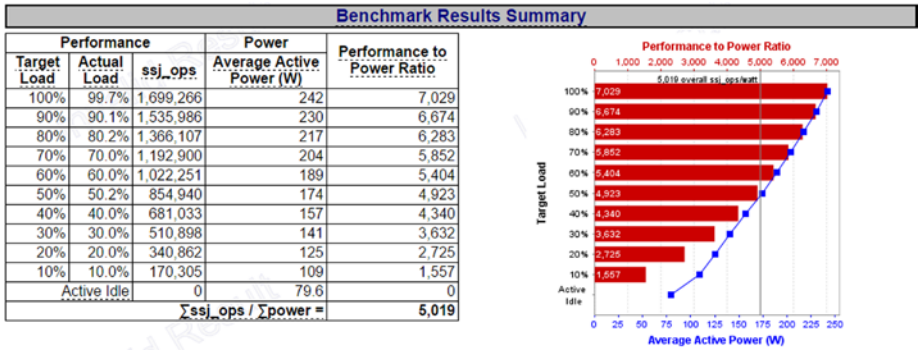 Benchmark Results Summary
Performance Power Performance to Power Ratio
Target Load Actual Load ssj_ops Average Active Power (W)
100% 99.7% 1,699,266 242 7,029
90% 90.1% 1,535,986 230 6,674
80% 80.2% 1,366,107 217 6,283
70% 70.0% 1,192,900 204 5,852
60% 60.0% 1,022,251 189 5,404
50% 50.2% 854,940 174 4,923
40% 40.0% 681,033 157 4,340
30% 30.0% 510,898 141 3,632
20% 20.0% 340,862 125 2,725
10% 10.0% 170,305 109 1,557
Active Idle 0 79.6 0
∑ssj_ops / ∑power = 5,019
Performance to Power Ratio
0 1,000 2,000 3,000 4,000 5,000 6,000 7,000
5,019 overall ssj_ops/watt
Target Load
100% 7,029
90% 6,674
80% 6,283
70% 5,852
60% 5,404
50% 4,923
40% 4,340
30% 3,632
20% 2,725
10% 1,557
Active
Idle
0 25 50 75 100 125 150 175 200 225 250
Average Active Power (W)